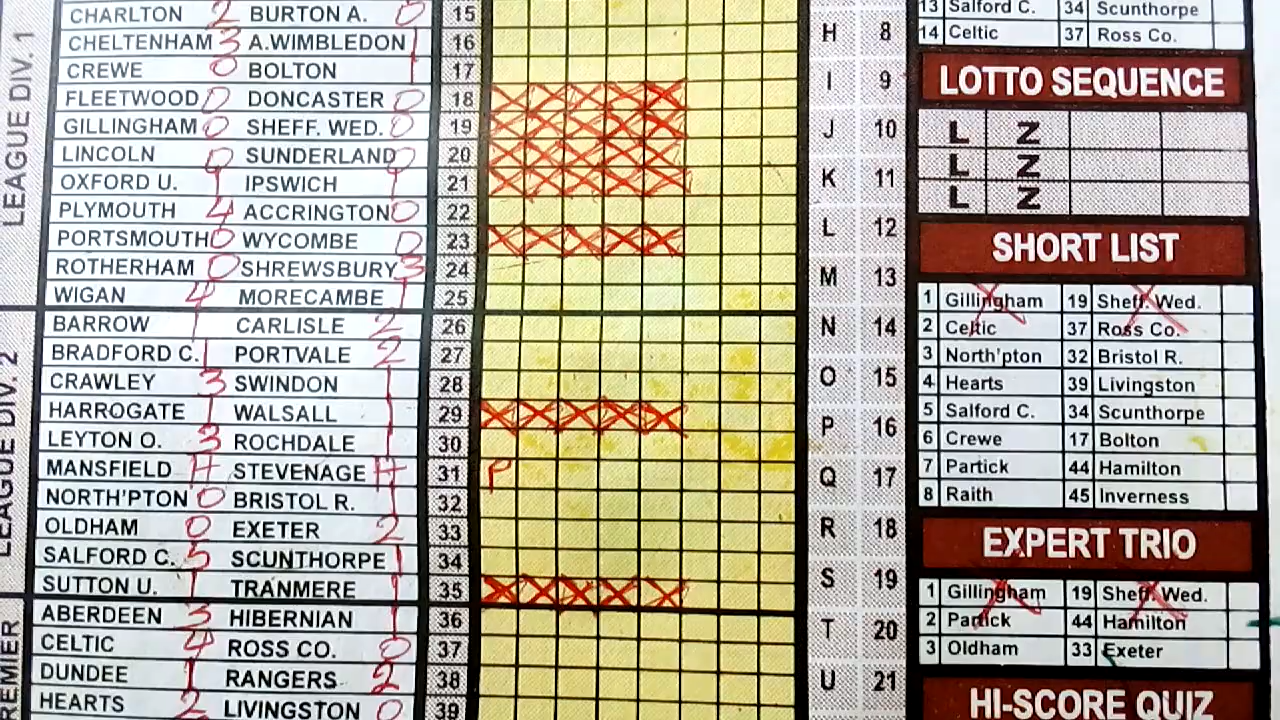 LEAGUE DIV. 1
CHARLTON 2 BURTON A. 0 15
CHELTENHAM 3 A.WIMBLEDON 1 16
CREWE 0 BOLTON 1 17
FLEETWOOD 0 DONCASTER 0 18
GILLINGHAM 0 SHEFF. WED. 0 19
LINCOLN 0 SUNDERLAND 0 20
OXFORD U. 1 IPSWICH 1 21
PLYMOUTH 4 ACCRINGTON 0 22
PORTSMOUTH 0 WYCOMBE 0 23
ROTHERHAM 0 SHREWSBURY 3 24
WIGAN 4 MORECAMBE 1 25
LEAGUE DIV. 2
BARROW 1 CARLISLE 2 26
BRADFORD C. 1 PORTVALE 2 27
CRAWLEY 3 SWINDON 1 28
HARROGATE 1 WALSALL 1 29
LEYTON O. 3 ROCHDALE 1 30
MANSFIELD H STEVENAGE H 31 P
NORTH'PTON 0 BRISTOL R. 1 32
OLDHAM 0 EXETER 2 33
SALFORD C. 5 SCUNTHORPE 1 34
SUTTON U. 1 TRANMERE 1 35
REMIER
ABERDEEN 3 HIBERNIAN 1 36
CELTIC 4 ROSS CO. 0 37
DUNDEE 1 RANGERS 2 38
HEARTS 2 LIVINGSTON 0 39
H 8
I 9
J 10
K 11
L 12
M 13
N 14
O 15
P 16
Q 17
R 18
S 19
T 20
U 21
13 Salford C. 34 Scunthorpe
14 Celtic 37 Ross Co.
LOTTO SEQUENCE
L Z
L Z
L Z
SHORT LIST
1 Gillingham 19 Sheff. Wed.
2 Celtic 37 Ross Co.
3 North'pton 32 Bristol R.
4 Hearts 39 Livingston
5 Salford C. 34 Scunthorpe
6 Crewe 17 Bolton
7 Partick 44 Hamilton
8 Raith 45 Inverness
EXPERT TRIO
1 Gillingham 19 Sheff. Wed.
2 Partick 44 Hamilton
3 Oldham 33 Exeter
HI-SCORE QUIZ